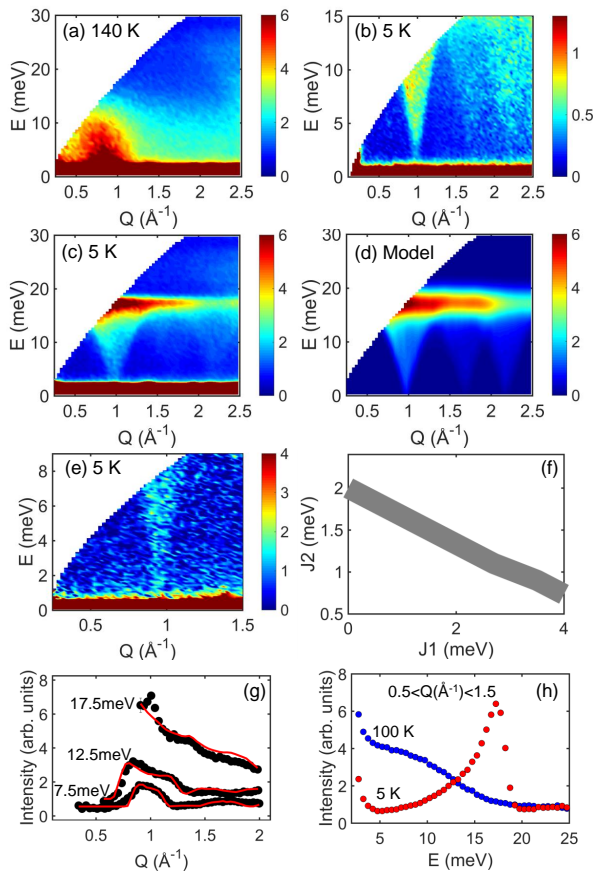 (a) 140 K
E (meV)
30
20
10
0
0.5 1 1.5 2 2.5
Q (Å⁻¹)
6
4
2
0
(b) 5 K
E (meV)
15
10
5
0
0.5 1 1.5 2 2.5
Q (Å⁻¹)
1
0.5
0
(c) 5 K
E (meV)
30
20
10
0
0.5 1 1.5 2 2.5
Q (Å⁻¹)
6
4
2
0
(d) Model
E (meV)
30
20
10
0
0.5 1 1.5 2 2.5
Q (Å⁻¹)
6
4
2
0
(e) 5 K
E (meV)
8
6
4
2
0
0.5 1 1.5
Q (Å⁻¹)
4
3
2
1
0
(f)
J2 (meV)
2
1.5
1
0.5
0 2 4
J1 (meV)
(g)
Intensity (arb. units)
8
6
4
2
0
17.5meV
12.5meV
7.5meV
0 0.5 1 1.5 2
Q (Å⁻¹)
(h)
Intensity (arb. units)
8
6
4
2
0
0.5<Q(Å⁻¹)<1.5
100 K
5 K
5 10 15 20 25
E (meV)